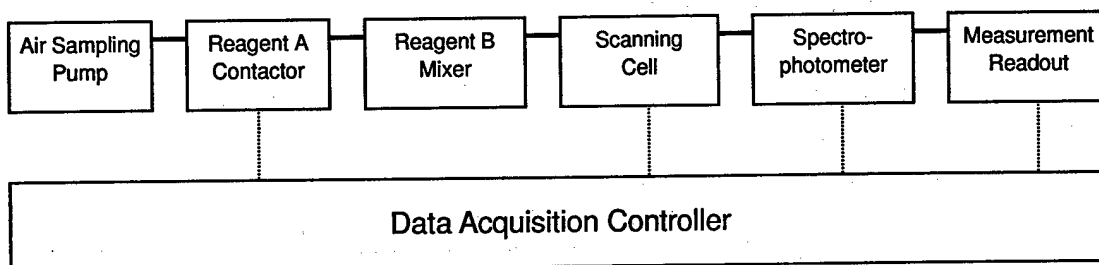 Air Sampling
Pump
Reagent A
Contactor
Reagent B
Mixer
Scanning
Cell
Spectro-
photometer
Measurement
Readout
Data Acquisition Controller